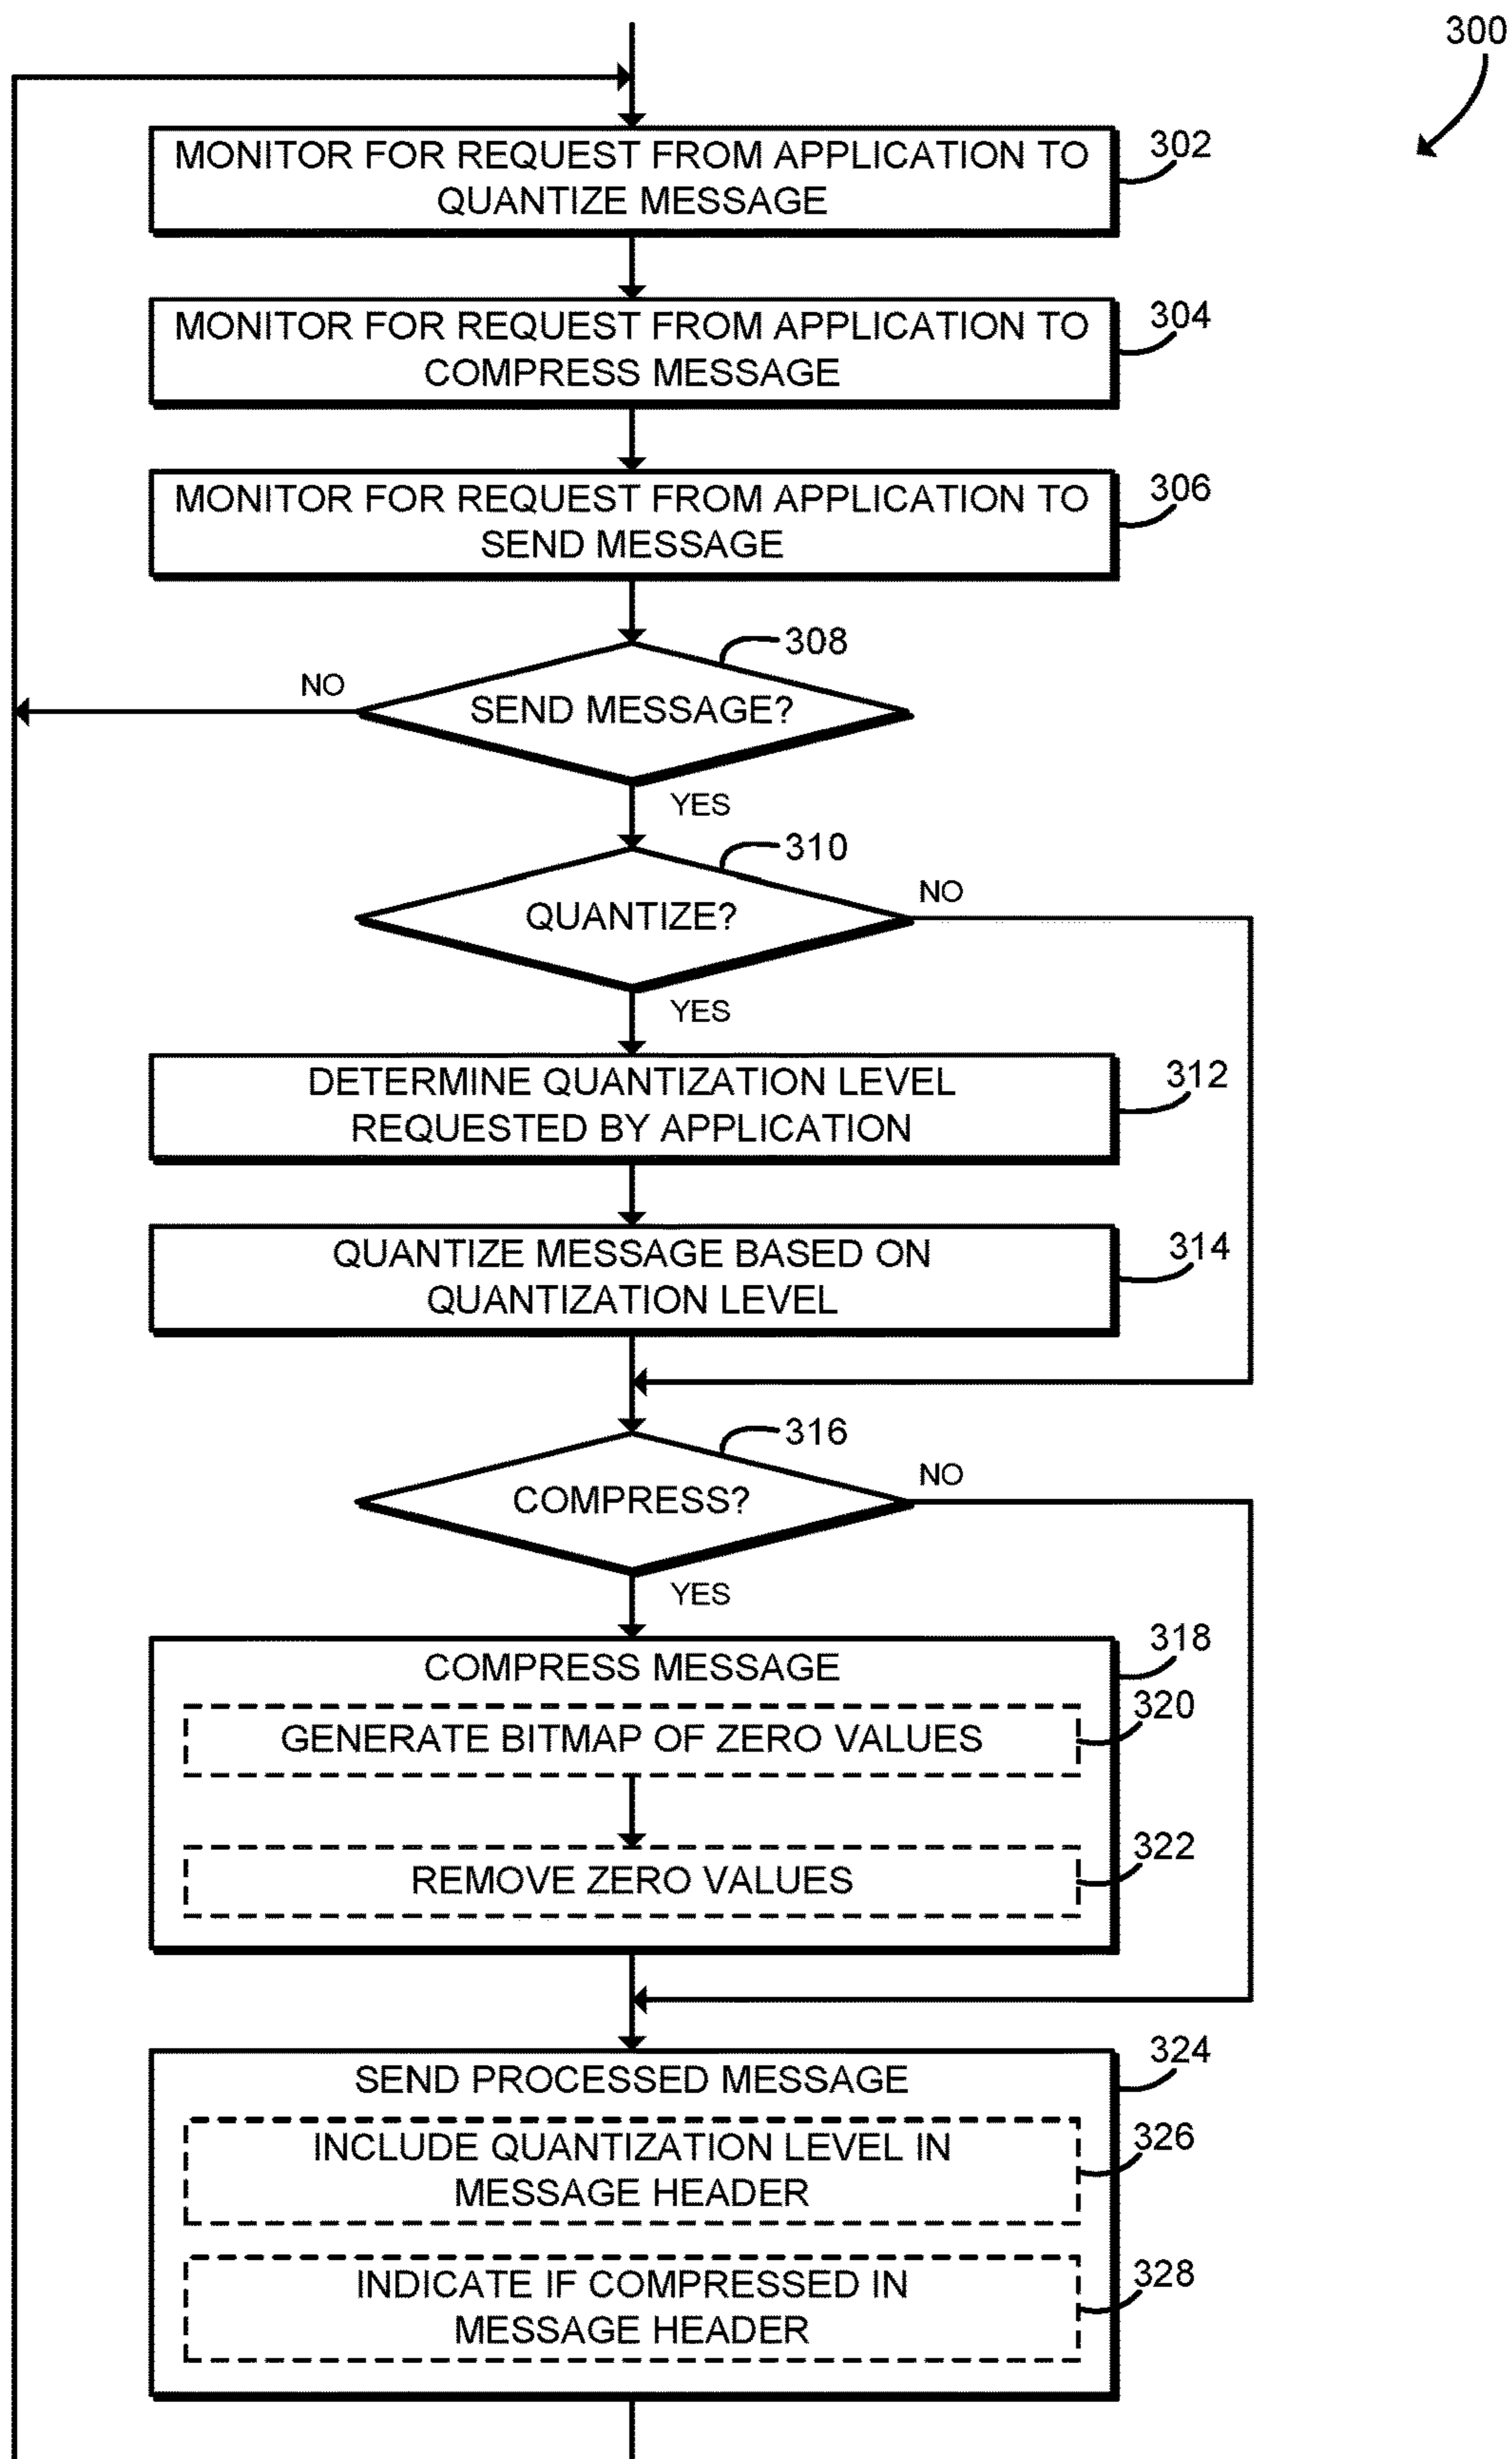 300
MONITOR FOR REQUEST FROM APPLICATION TO
QUANTIZE MESSAGE
302
MONITOR FOR REQUEST FROM APPLICATION TO
COMPRESS MESSAGE
304
MONITOR FOR REQUEST FROM APPLICATION TO
SEND MESSAGE
306
308
NO
SEND MESSAGE?
YES
310
NO
QUANTIZE?
YES
DETERMINE QUANTIZATION LEVEL
REQUESTED BY APPLICATION
312
QUANTIZE MESSAGE BASED ON
QUANTIZATION LEVEL
314
316
NO
COMPRESS?
YES
COMPRESS MESSAGE
318
GENERATE BITMAP OF ZERO VALUES
320
REMOVE ZERO VALUES
322
SEND PROCESSED MESSAGE
324
INCLUDE QUANTIZATION LEVEL IN
MESSAGE HEADER
326
INDICATE IF COMPRESSED IN
MESSAGE HEADER
328